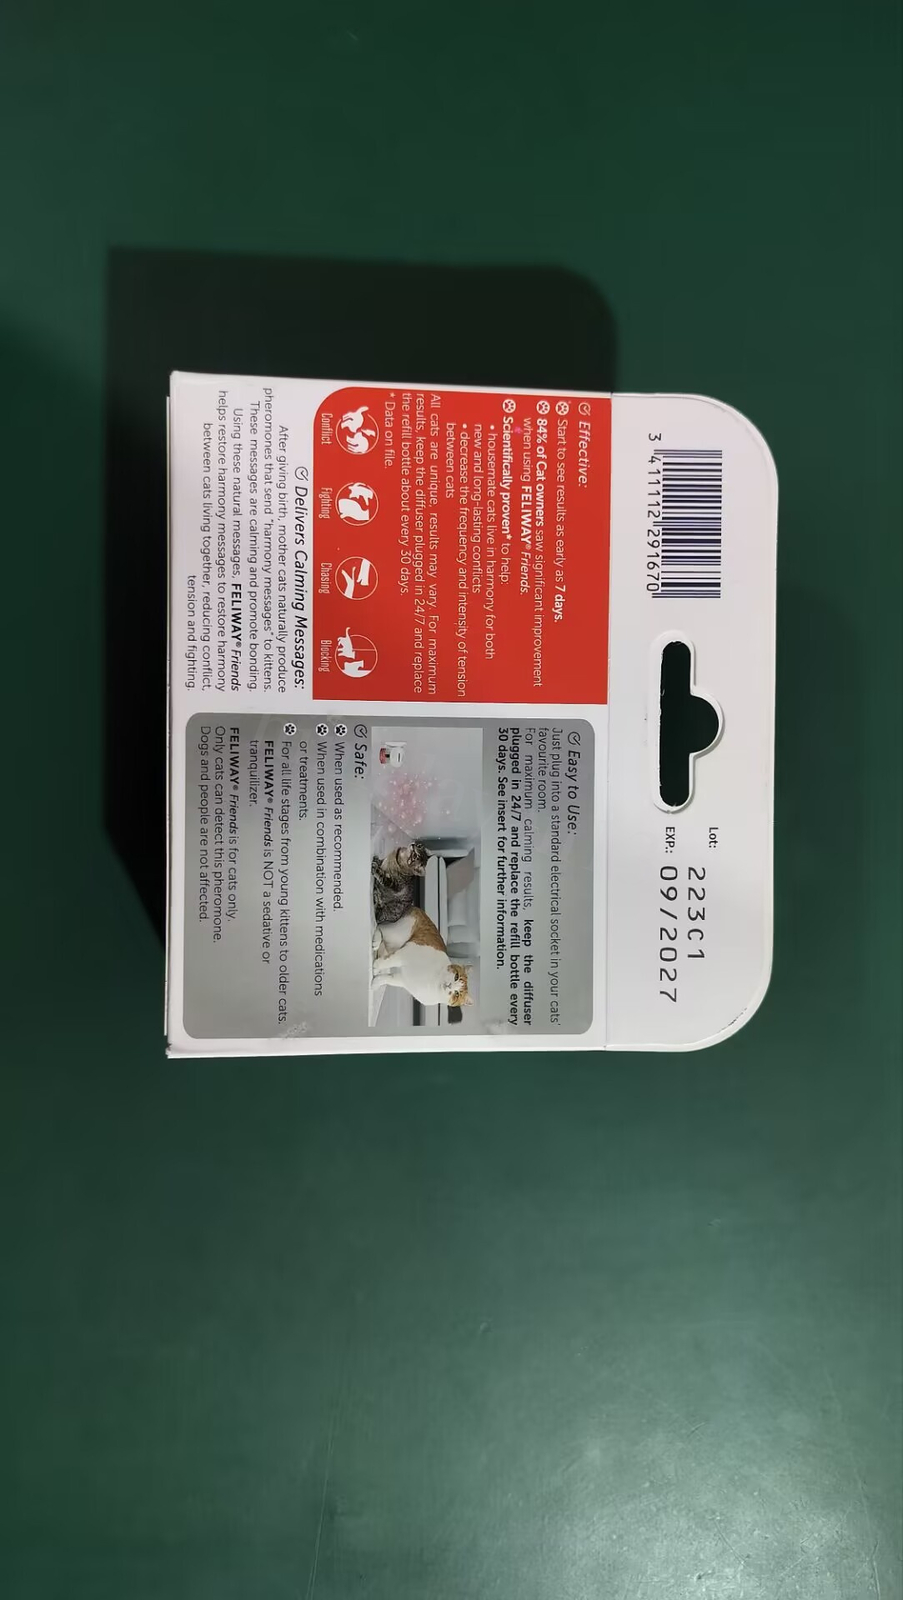 3 411112 291670
Lot: 223C1
EXP.: 09/2027
Effective:
Start to see results as early as 7 days.
84% of Cat owners saw significant improvement
when using FELIWAY® Friends.
Scientifically proven* to help:
• housemate cats live in harmony for both
new and long-lasting conflicts
• decrease the frequency and intensity of tension
between cats
All cats are unique, results may vary. For maximum
results, keep the diffuser plugged in 24/7 and replace
the refill bottle about every 30 days.
* Data on file.
Conflict
Fighting
Chasing
Blocking
Delivers Calming Messages:
After giving birth, mother cats naturally produce
pheromones that send "harmony messages" to kittens.
These messages are calming and promote bonding.
Using these natural messages, FELIWAY® Friends
helps restore harmony messages to restore harmony
between cats living together, reducing conflict,
tension and fighting.
Easy to Use:
Just plug into a standard electrical socket in your cats'
favourite room.
For maximum calming results, keep the diffuser
plugged in 24/7 and replace the refill bottle every
30 days. See insert for further information.
Safe:
When used as recommended.
When used in combination with medications
or treatments.
For all life stages from young kittens to older cats.
FELIWAY® Friends is NOT a sedative or
tranquilizer.
FELIWAY® Friends is for cats only.
Only cats can detect this pheromone.
Dogs and people are not affected.